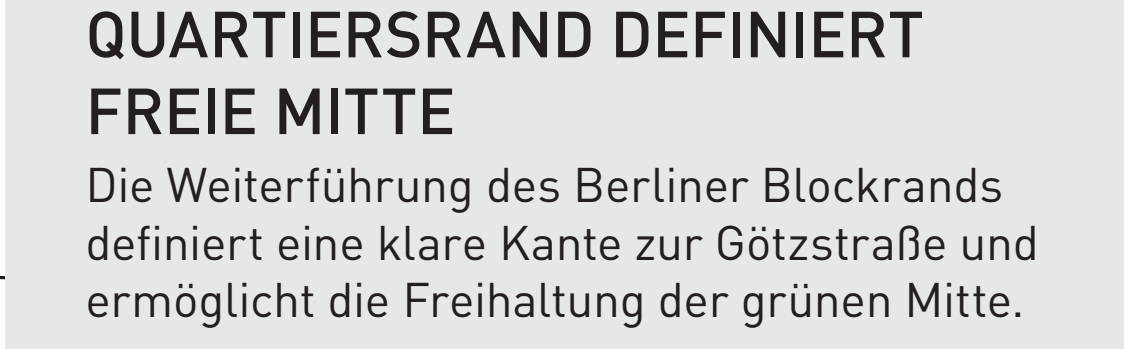 QUARTIERSRAND DEFINIERT
FREIE MITTE
Die Weiterführung des Berliner Blockrands
definiert eine klare Kante zur Götzstraße und
ermöglicht die Freihaltung der grünen Mitte.